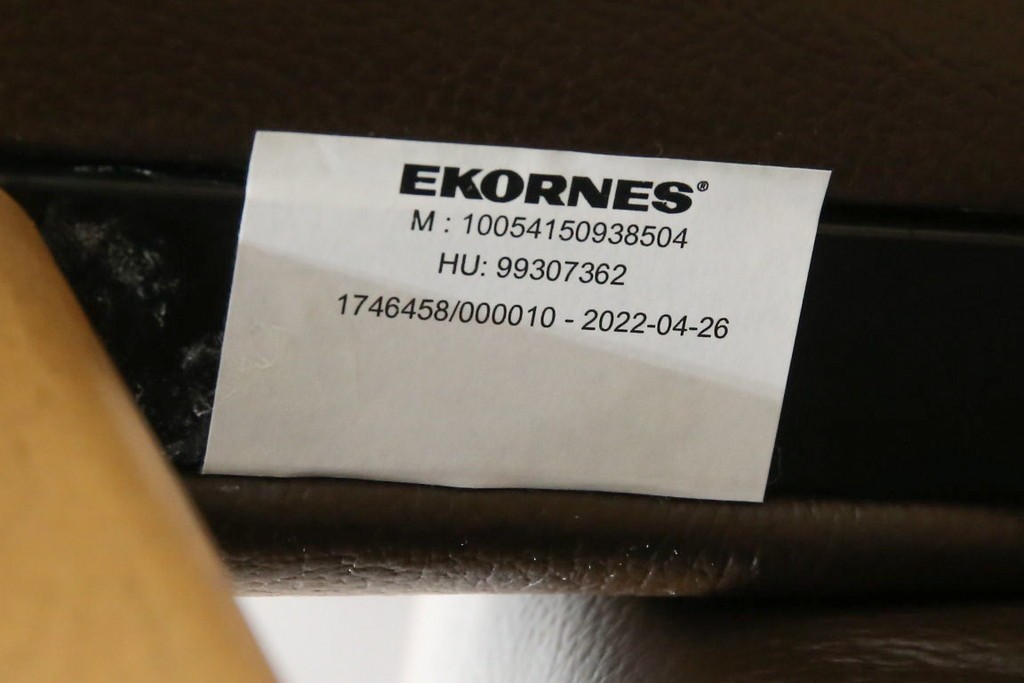 EKORNES®
M : 10054150938504
HU: 99307362
1746458/000010 - 2022-04-26